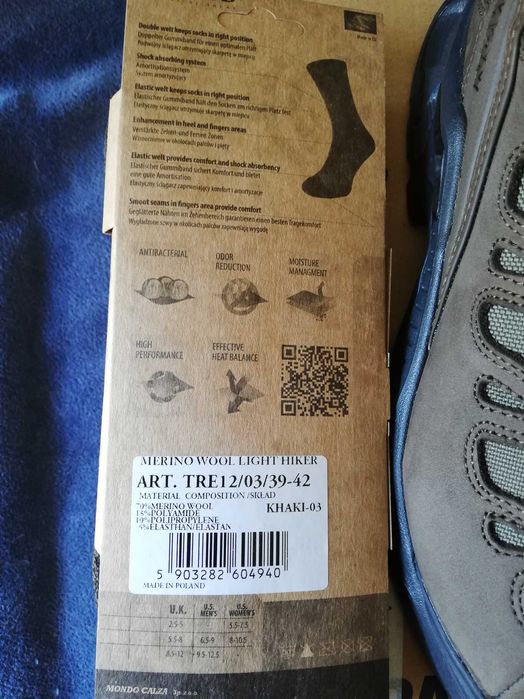 Made in EU
Double welt keeps socks in right position
Doppelter Gummiband für einen optimalen Halt
Podwójny ściągacz utrzymujący skarpetę w miejscu
Shock absorbing system
Amortisationssystem
System amortyzujący
Elastic welt keeps socks in right position
Elastischer Gummiband hält den Socken am richtigen Platz fest
Elastyczny ściągacz utrzymuje skarpetę w miejscu
Enhancement in heel and fingers areas
Verstärkte Zehen-und Fersen Zonen
Wzmocnienie w okolicach palców i pięty
Elastic welt provides comfort and shock absorbency
Elastischer Gummiband sichert Komfort und bietet
eine gute Amortisation
Elastyczny ściągacz zapewniający komfort i amortyzacje
Smoot seams in fingers area provide comfort
Geglätterte Nähten im Zehenbereich garantieren einen besten Tragekomfort
Wygładzone szwy w okolicach palców zapewniają wygodę
ANTIBACTERIAL
ODOR
REDUCTION
MOISTURE
MANAGMENT
HIGH
PERFORMANCE
EFFECTIVE
HEAT BALANCE
MERINO WOOL LIGHT HIKER
ART. TRE12/03/39-42
MATERIAL COMPOSITION/SKŁAD
70%MERINO WOOL KHAKI-03
15%POLYAMIDE
10%POLIPROPYLENE
5%ELASTHAN/ELASTAN
5 903282 604940
MADE IN POLAND
U.K. U.S. MEN'S U.S. WOMEN'S
2.5-5 - 3.5-7.5
5.5-8 6.5-9 8-10.5
8.5-12 9.5-12.5 -
MONDO CALZA Sp. z o.o.